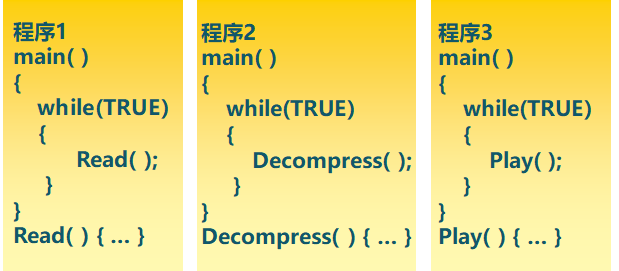 程序1
main( )
{
while(TRUE)
{
Read( );
}
}
Read( ) { ... }
程序2
main( )
{
while(TRUE)
{
Decompress( );
}
}
Decompress( ) { ... }
程序3
main( )
{
while(TRUE)
{
Play( );
}
}
Play( ) { ... }